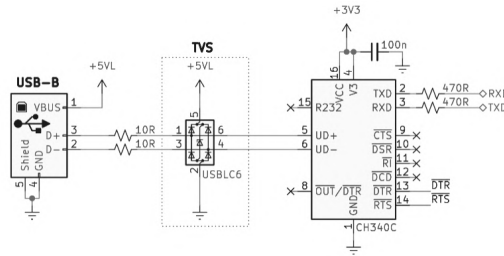 +3V3
TVS
100n
USB-B
+5VL
+5VL
16
4
VCC
V3
VBUS
1
15
R232
TXD
2
470R
RXD
RXD
3
470R
TXD
D+
3
10R
1
5
6
5
UD+
CTS
9
D-
2
10R
3
2
4
6
UD-
DSR
10
RI
11
USBLC6
DCD
12
Shield
GND
8
OUT/DTR
DTR
13
DTR
RTS
14
RTS
5
4
GND
1
CH340C